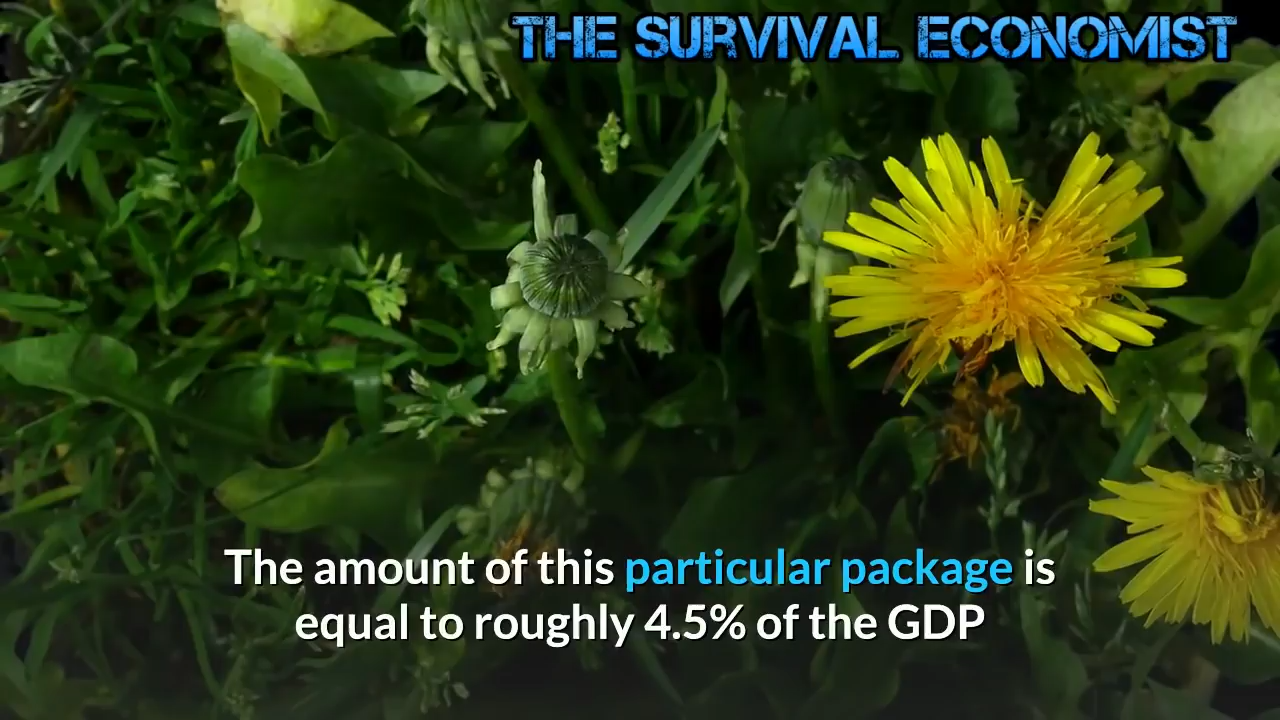 THE SURVIVAL ECONOMIST
The amount of this particular package is
equal to roughly 4.5% of the GDP